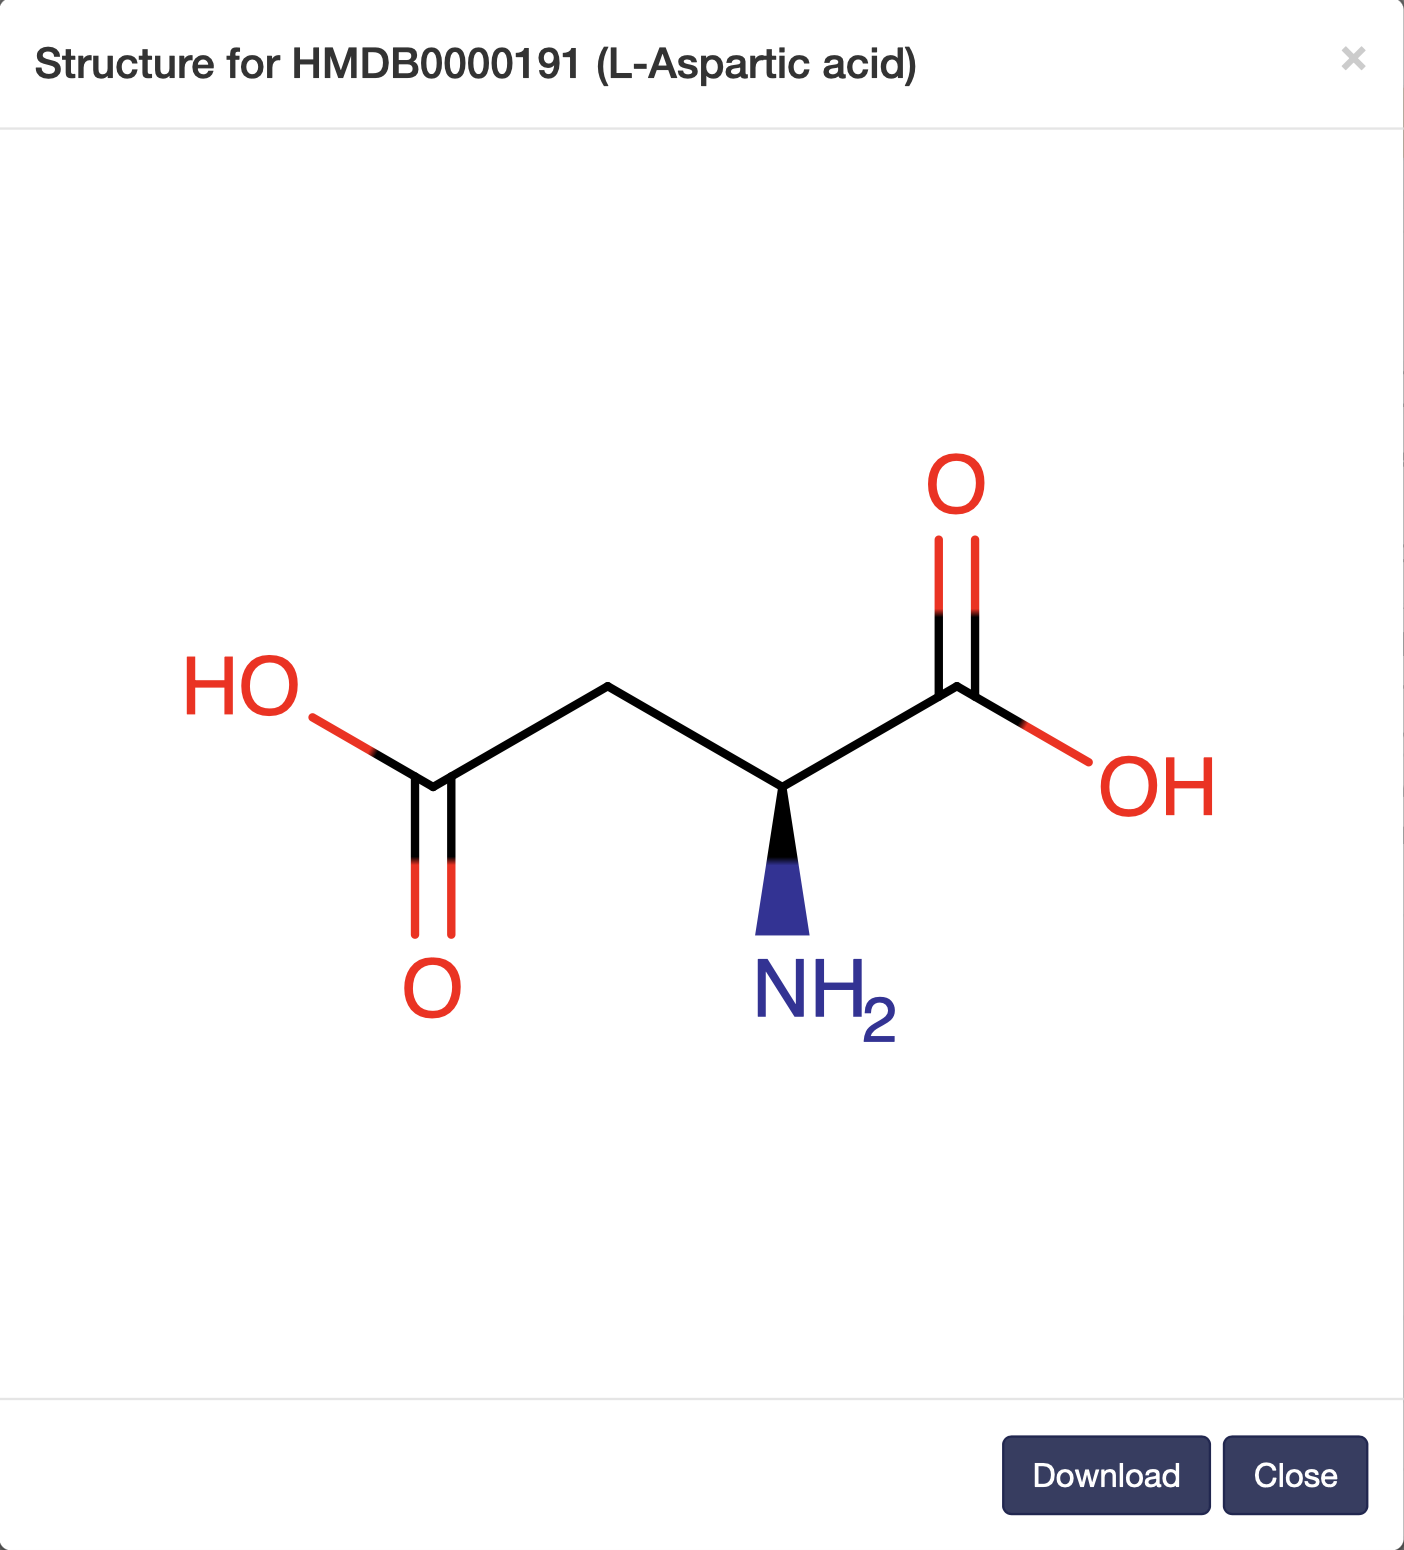 Structure for HMDB0000191 (L-Aspartic acid)
×
O
HO
OH
O
NH2
Download
Close